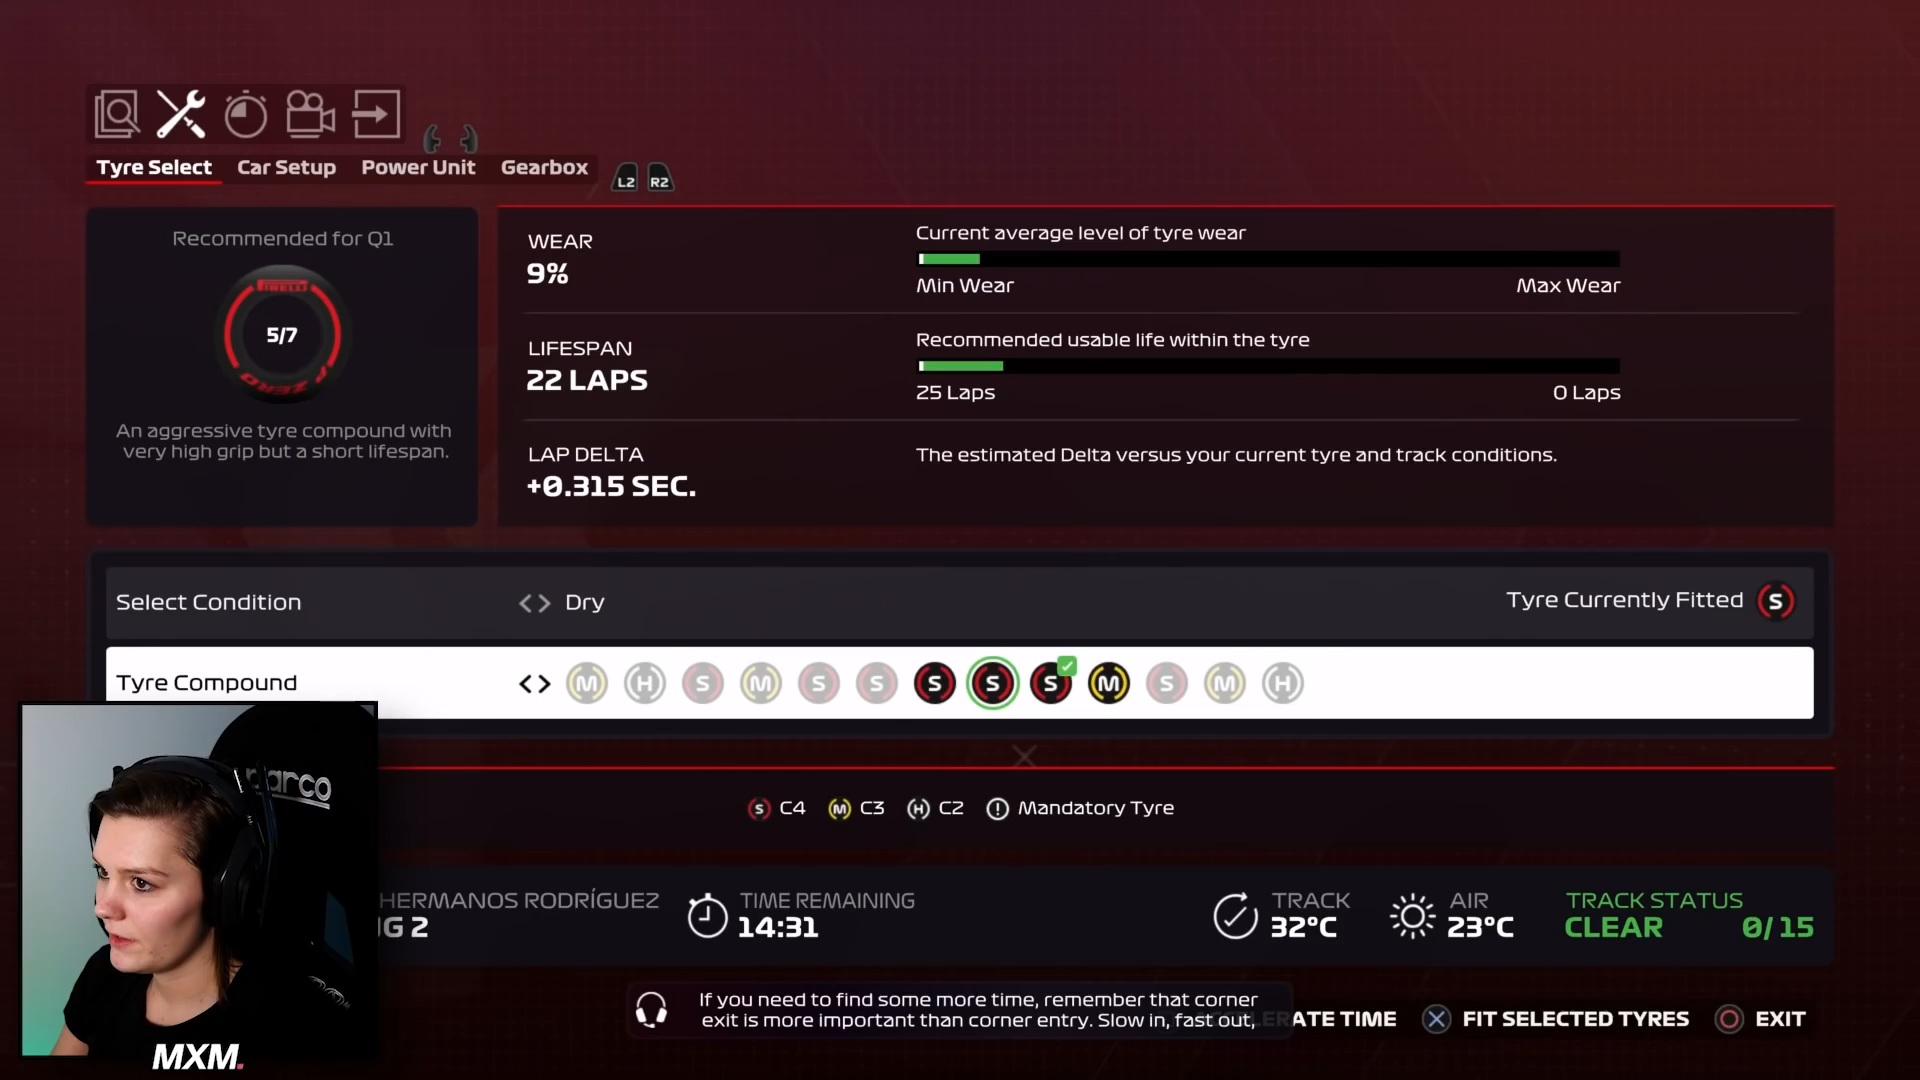 Tyre Select Car Setup Power Unit Gearbox L2 R2
Recommended for Q1
PIRELLI
5/7
P ZERO
An aggressive tyre compound with
very high grip but a short lifespan.
WEAR
9%
Current average level of tyre wear
Min Wear Max Wear
LIFESPAN
22 LAPS
Recommended usable life within the tyre
25 Laps 0 Laps
LAP DELTA
+0.315 SEC.
The estimated Delta versus your current tyre and track conditions.
Select Condition Dry Tyre Currently Fitted S
Tyre Compound M H S M S S S S S M S M H
S C4 M C3 H C2 Mandatory Tyre
HERMANOS RODRÍGUEZ
G 2
TIME REMAINING
14:31
TRACK
32°C
AIR
23°C
TRACK STATUS
CLEAR 0/15
If you need to find some more time, remember that corner
exit is more important than corner entry. Slow in, fast out,
ATE TIME FIT SELECTED TYRES EXIT
parco
MXM.